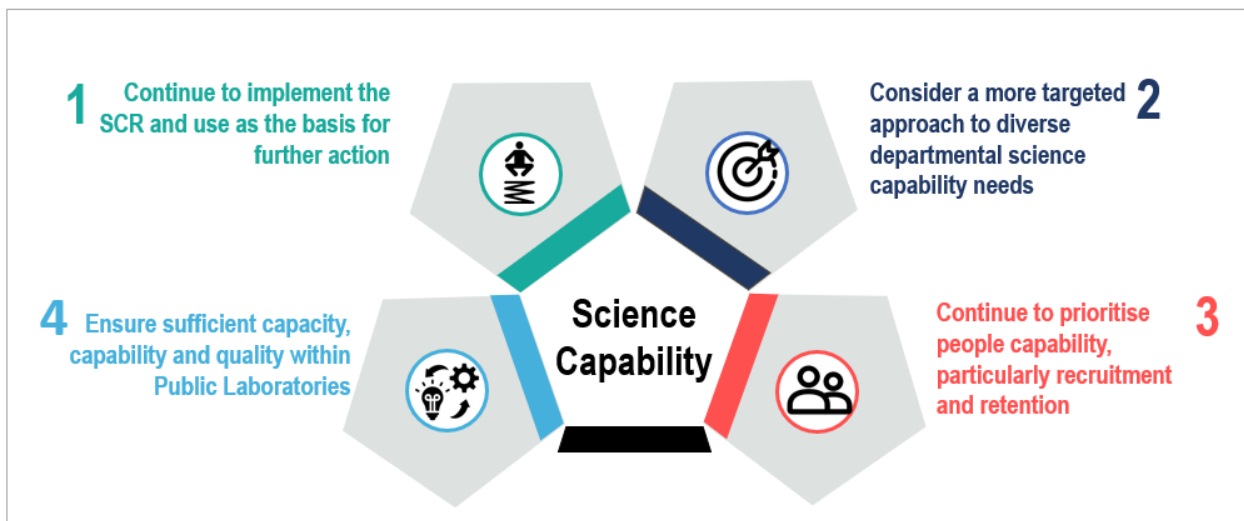 1
Continue to implement the
SCR and use as the basis for
further action
2
Consider a more targeted
approach to diverse
departmental science
capability needs
3
Continue to prioritise
people capability,
particularly recruitment
and retention
4
Ensure sufficient capacity,
capability and quality within
Public Laboratories
Science
Capability